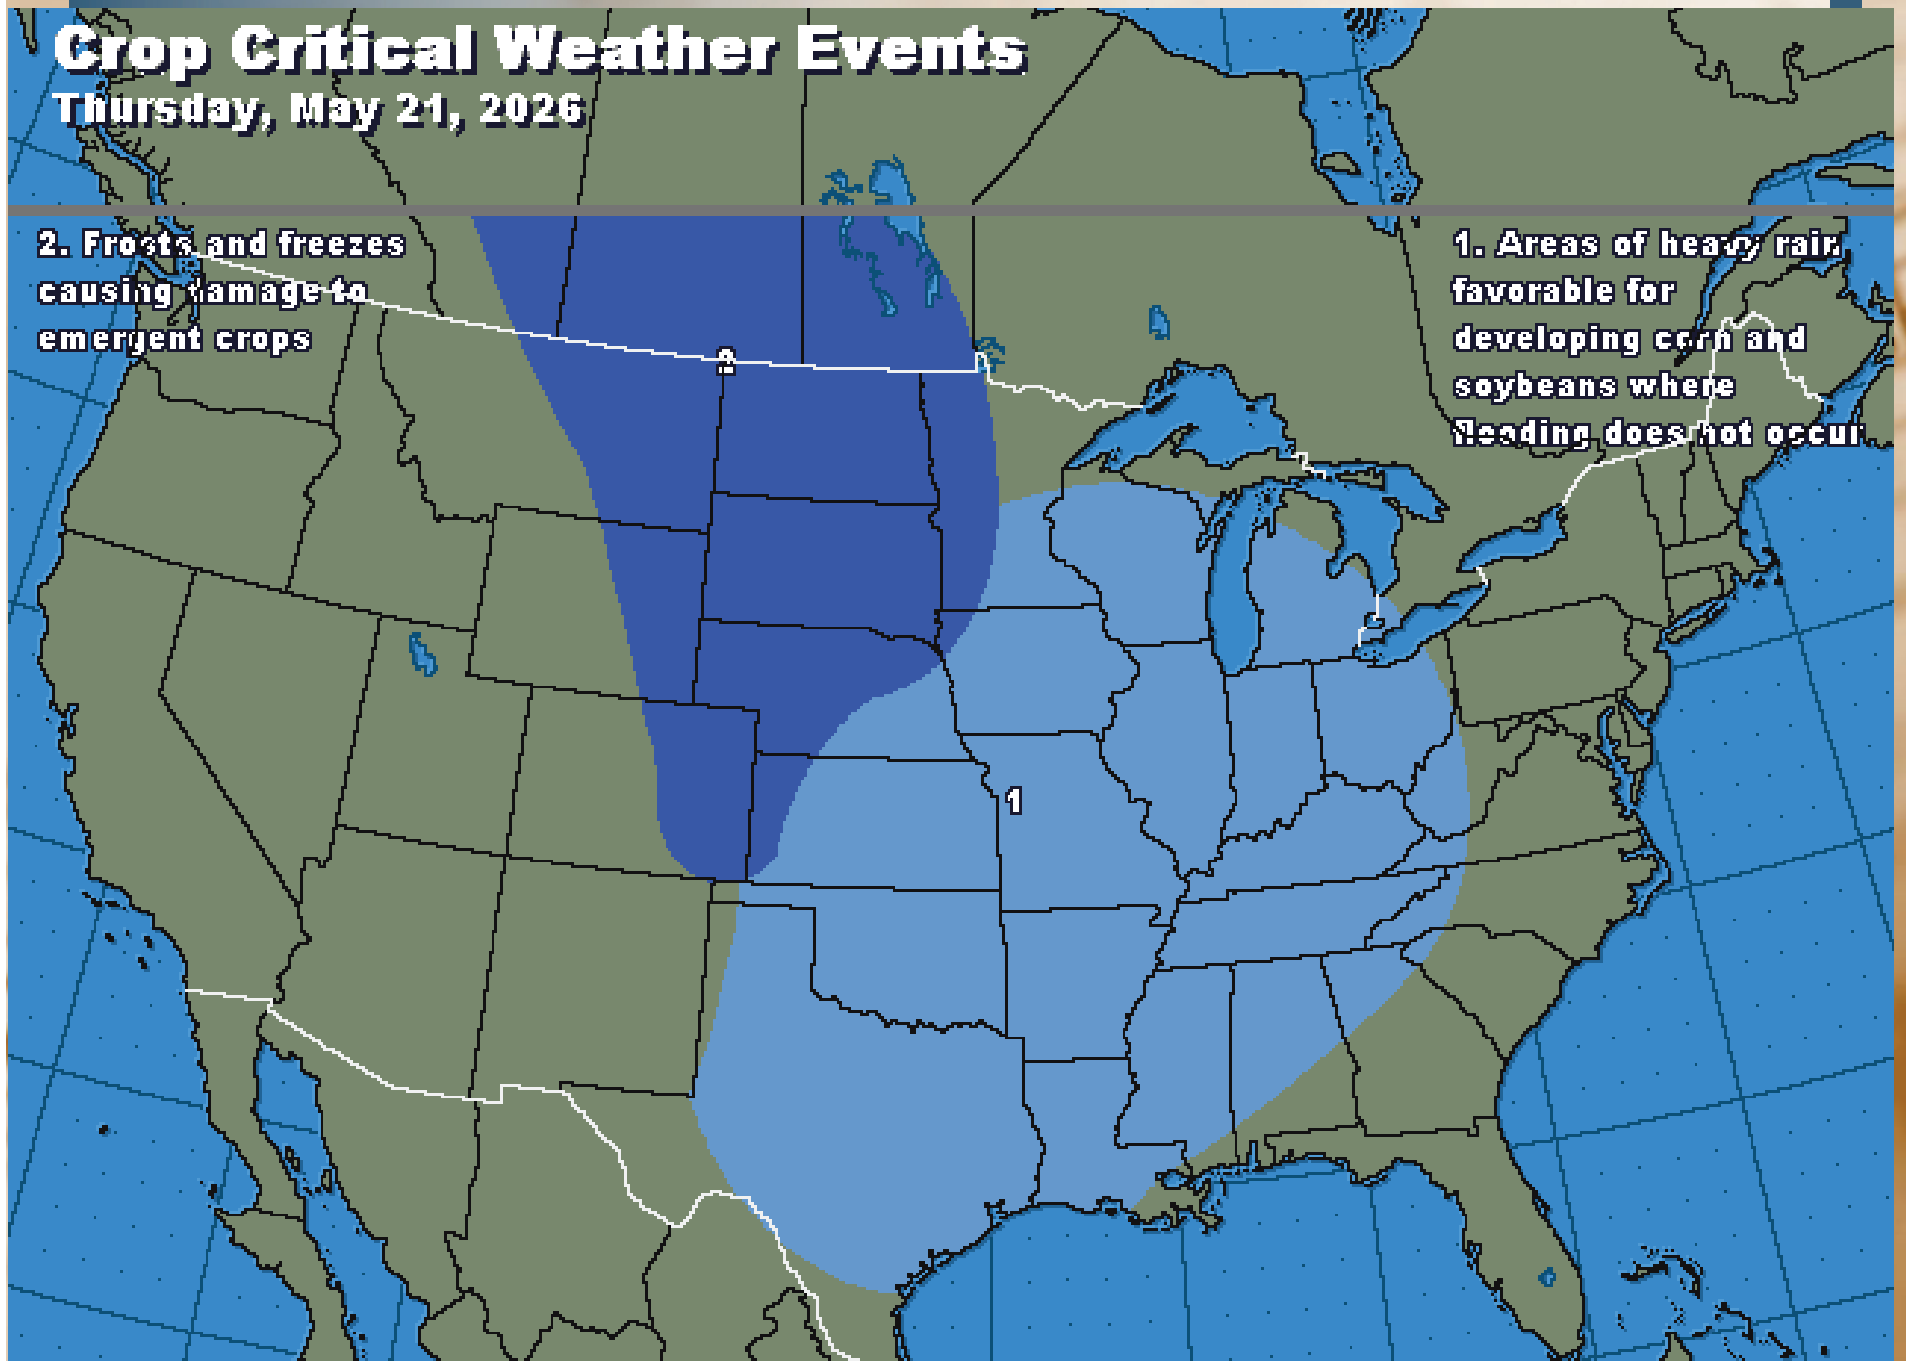 Crop Critical Weather Events
Thursday, May 21, 2026
2. Frosts and freezes
causing damage to
emergent crops
1. Areas of heavy rain
favorable for
developing corn and
soybeans where
flooding does not occur
2
1